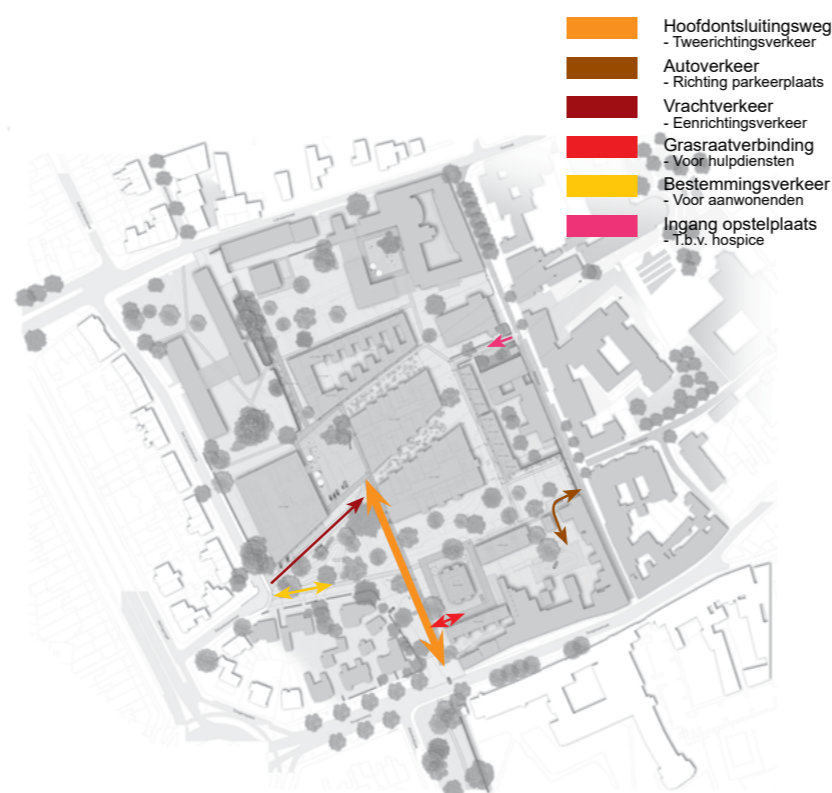 Hoofdontsluitingsweg
- Tweerichtingsverkeer
Autoverkeer
- Richting parkeerplaats
Vrachtverkeer
- Eenrichtingsverkeer
Grasraatverbinding
- Voor hulpdiensten
Bestemmingsverkeer
- Voor aanwonenden
Ingang opstelplaats
- T.b.v. hospice